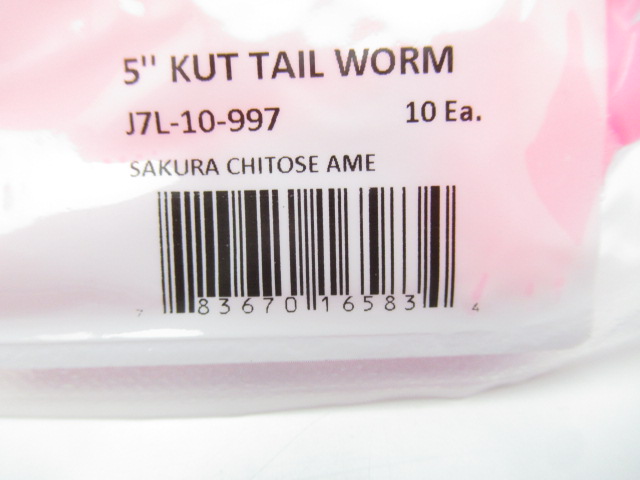 5" KUT TAIL WORM
J7L-10-997 10 Ea.
SAKURA CHITOSE AME
7 83670 16583 4